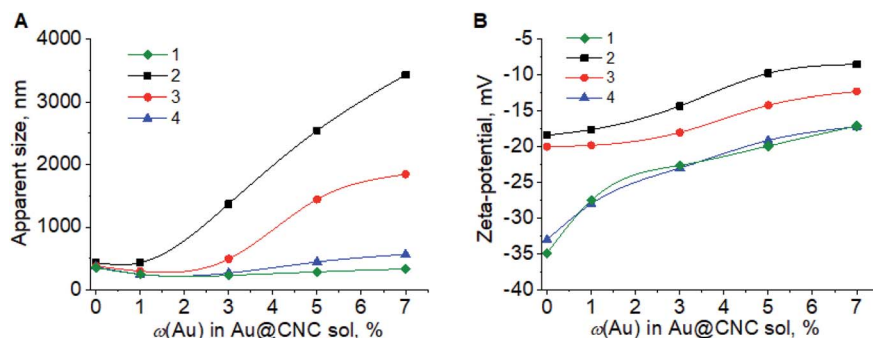 A
4000
3000
2000
1000
0
Apparent size, nm
1
2
3
4
0 1 2 3 4 5 6 7
ω(Au) in Au@CNC sol, %
B
-5
-10
-15
-20
-25
-30
-35
-40
Zeta-potential, mV
1
2
3
4
0 1 2 3 4 5 6 7
ω(Au) in Au@CNC sol, %